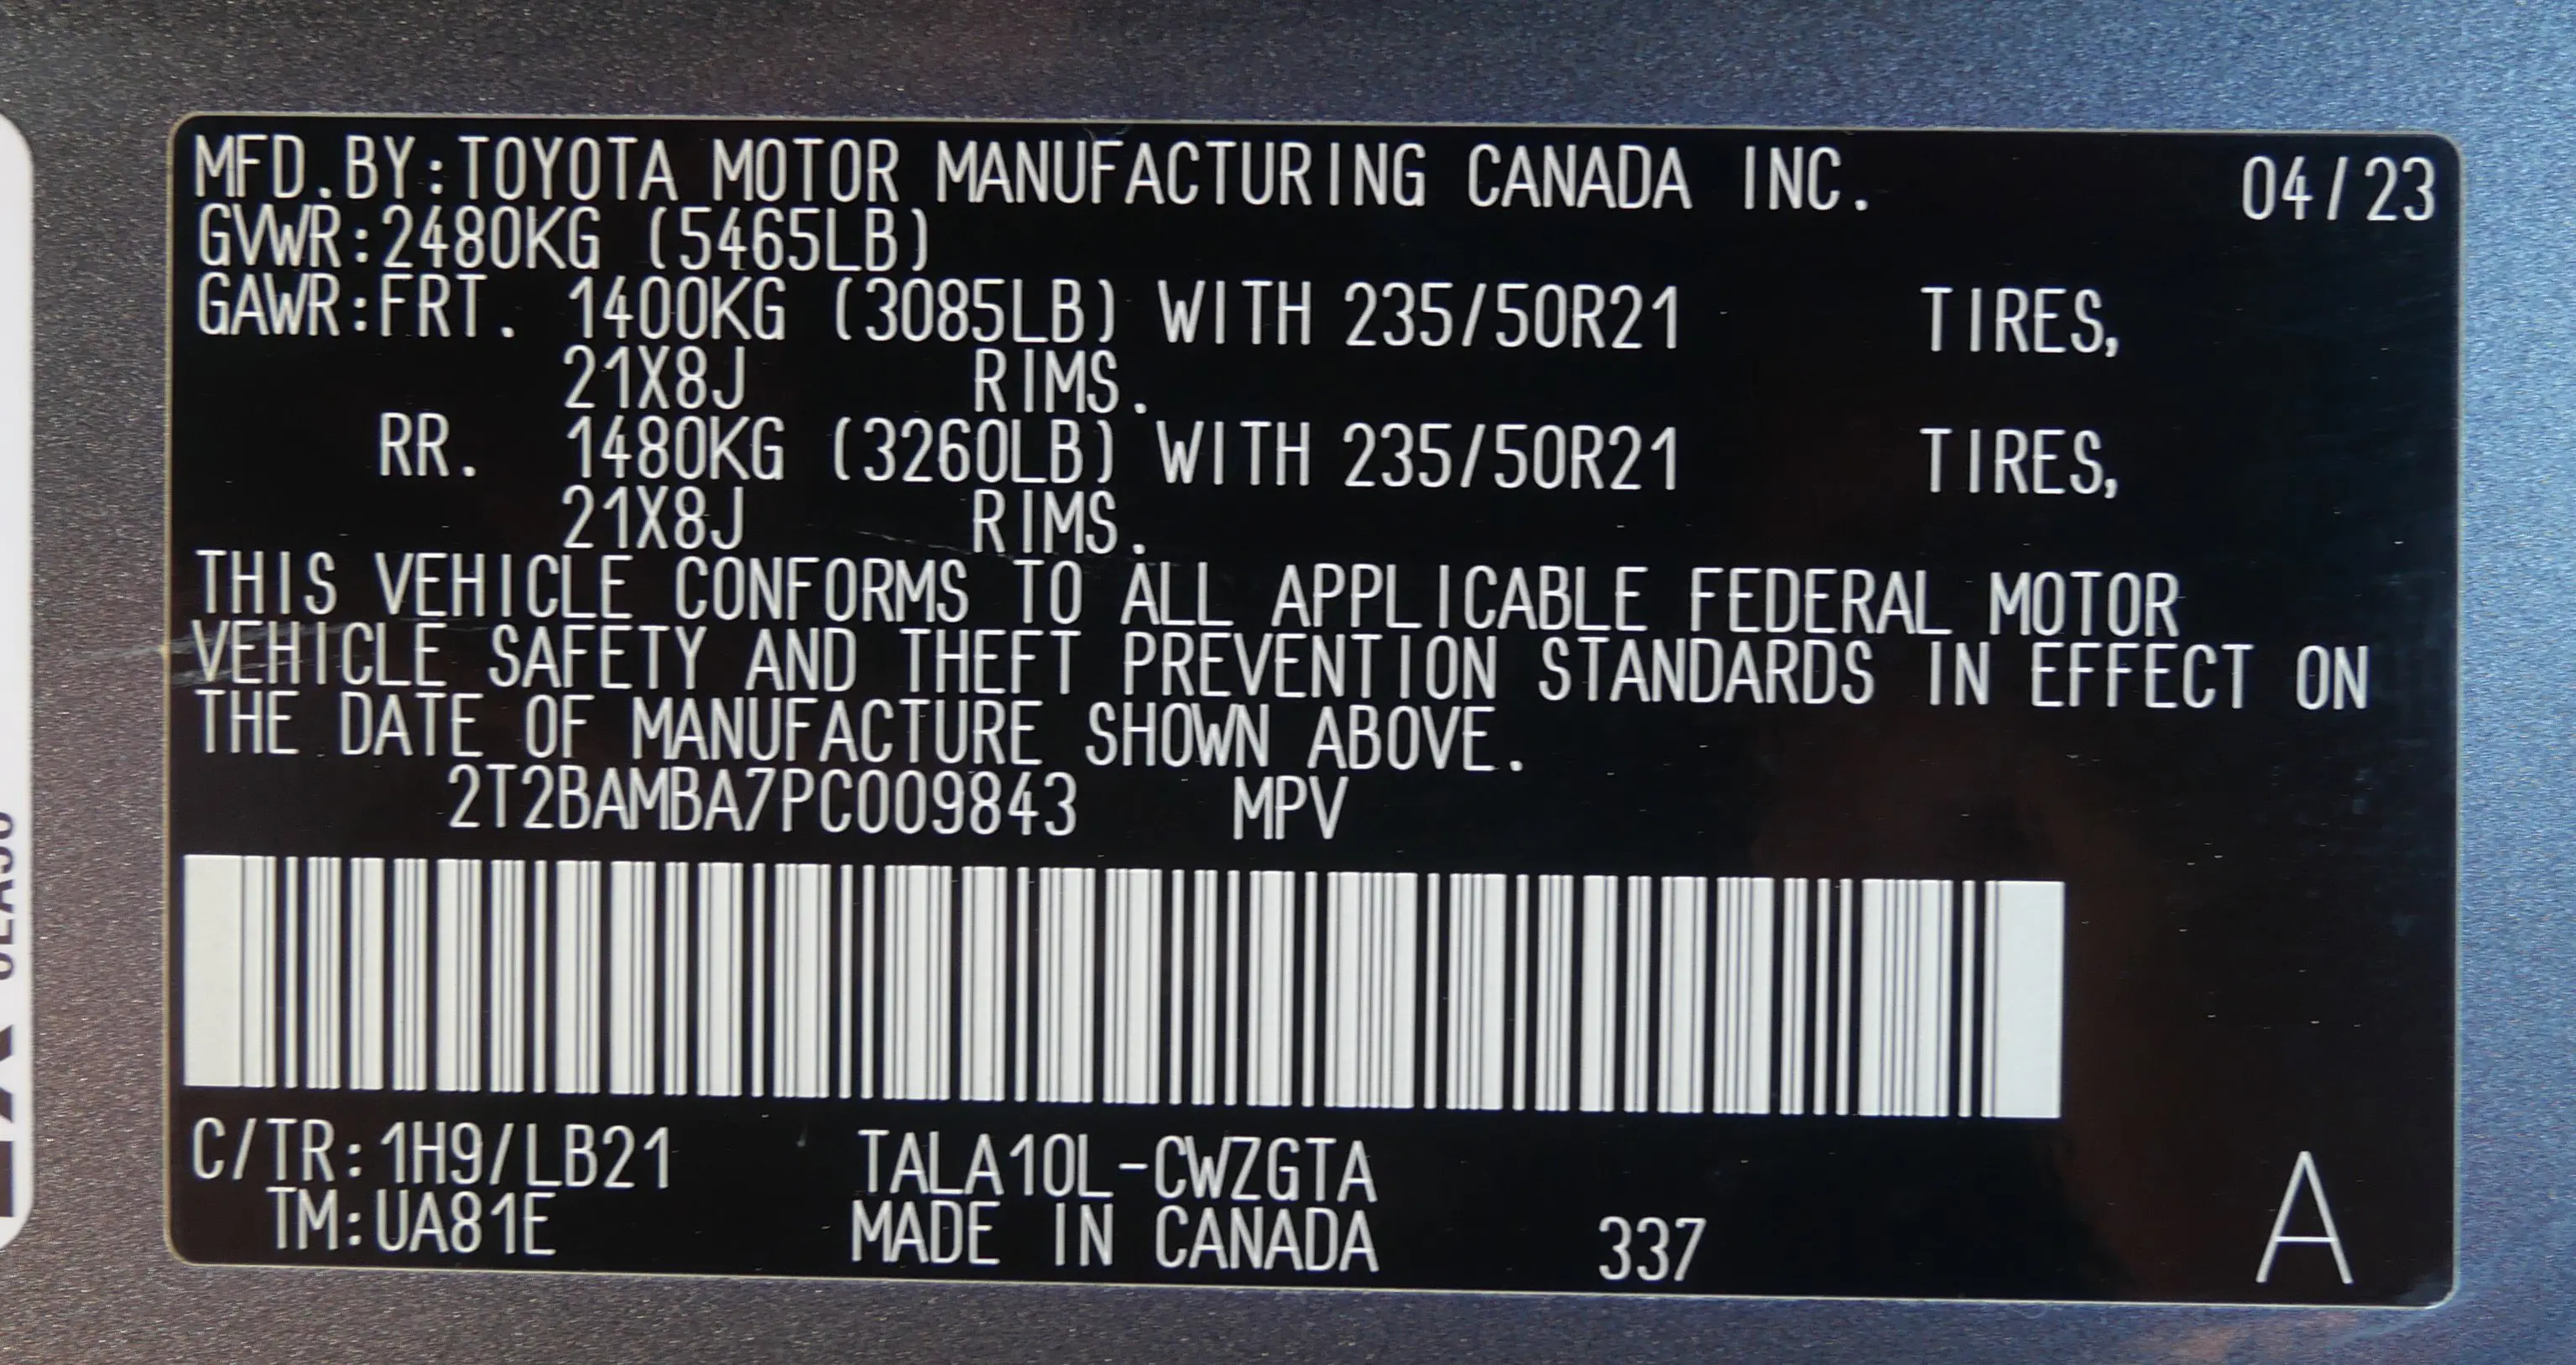 MFD.BY:TOYOTA MOTOR MANUFACTURING CANADA INC. 04/23
GVWR:2480KG (5465LB)
GAWR:FRT. 1400KG (3085LB) WITH 235/50R21 TIRES,
21X8J RIMS.
RR. 1480KG (3260LB) WITH 235/50R21 TIRES,
21X8J RIMS.
THIS VEHICLE CONFORMS TO ALL APPLICABLE FEDERAL MOTOR
VEHICLE SAFETY AND THEFT PREVENTION STANDARDS IN EFFECT ON
THE DATE OF MANUFACTURE SHOWN ABOVE.
2T2BAMBA7PC009843 MPV
C/TR:1H9/LB21 TALA10L-CWZGTA
TM:UA81E MADE IN CANADA 337 A